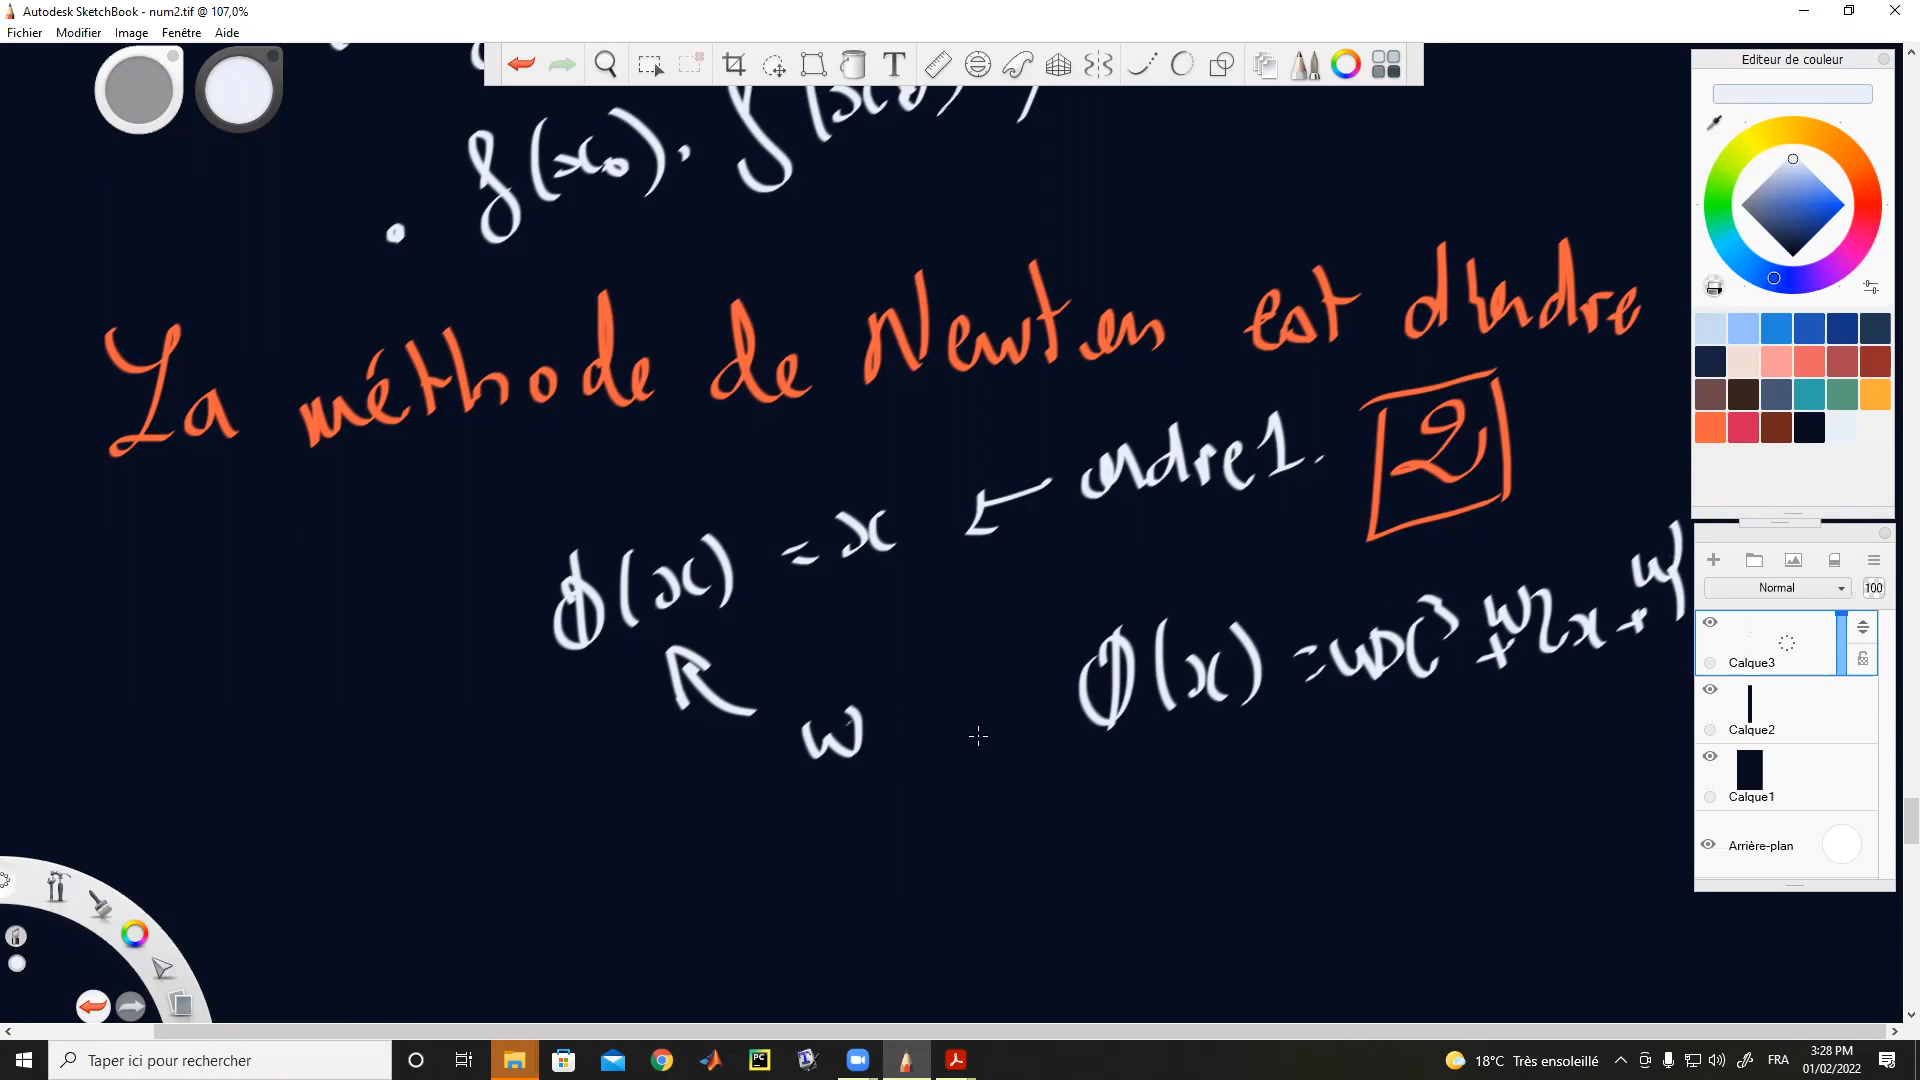 Autodesk SketchBook - num2.tif @ 107,0%
Fichier Modifier Image Fenêtre Aide
Editeur de couleur
. f(x₀). f(x₀)
La méthode de Newton est d'ordre
2
ϕ(x) = x ← ordre 1.
ϕ(x) = ωx³ + ω2x + ω
ω
Normal 100
Calque3
Calque2
Calque1
Arrière-plan
Taper ici pour rechercher
18°C Très ensoleillé
FRA
3:28 PM
01/02/2022